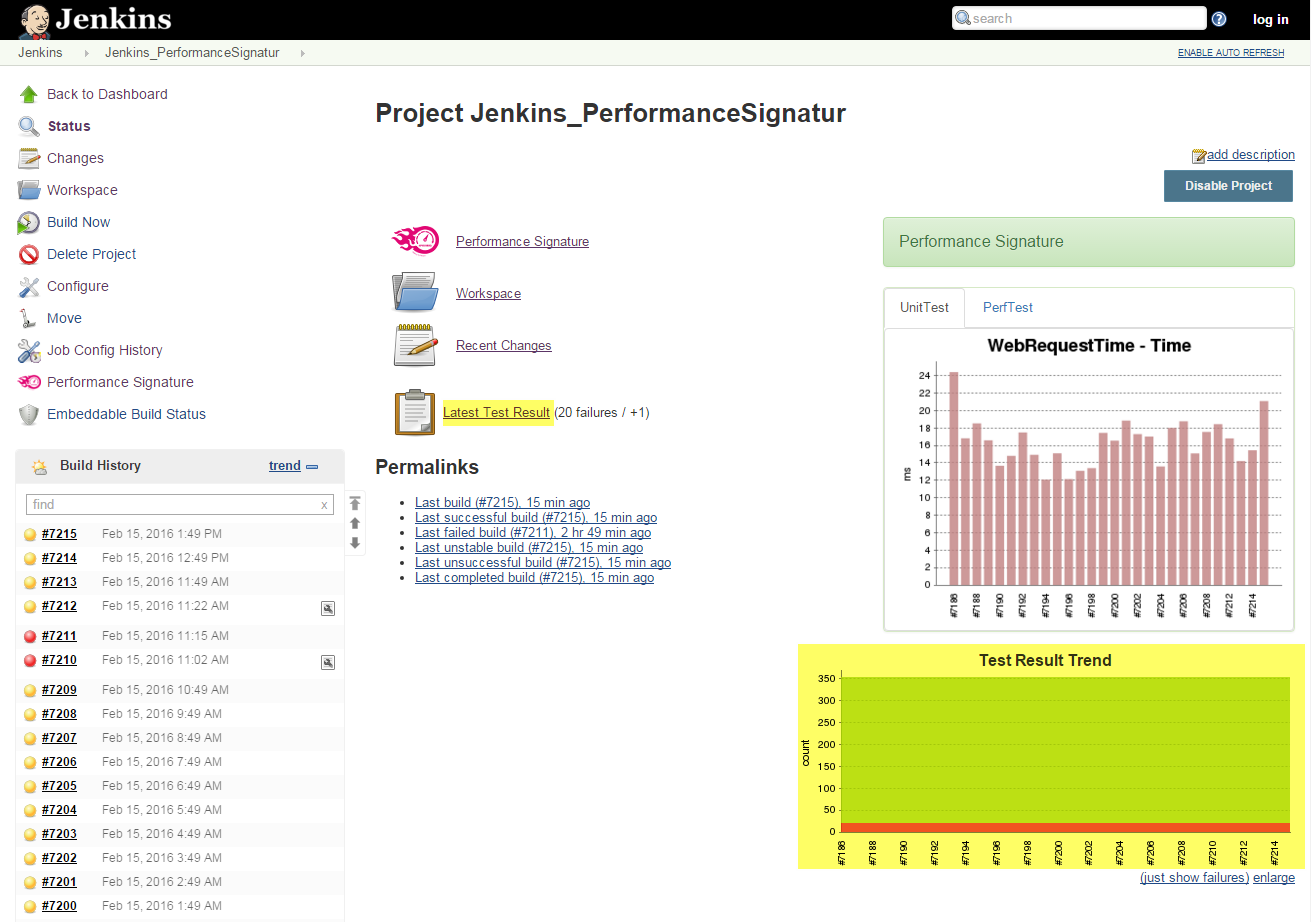 Jenkins
search
log in
Jenkins
Jenkins_PerformanceSignatur
ENABLE AUTO REFRESH
Back to Dashboard
Status
Changes
Workspace
Build Now
Delete Project
Configure
Move
Job Config History
Performance Signature
Embeddable Build Status
Build History
trend
find
x
#7215 Feb 15, 2016 1:49 PM
#7214 Feb 15, 2016 12:49 PM
#7213 Feb 15, 2016 11:49 AM
#7212 Feb 15, 2016 11:22 AM
#7211 Feb 15, 2016 11:15 AM
#7210 Feb 15, 2016 11:02 AM
#7209 Feb 15, 2016 10:49 AM
#7208 Feb 15, 2016 9:49 AM
#7207 Feb 15, 2016 8:49 AM
#7206 Feb 15, 2016 7:49 AM
#7205 Feb 15, 2016 6:49 AM
#7204 Feb 15, 2016 5:49 AM
#7203 Feb 15, 2016 4:49 AM
#7202 Feb 15, 2016 3:49 AM
#7201 Feb 15, 2016 2:49 AM
#7200 Feb 15, 2016 1:49 AM
Project Jenkins_PerformanceSignatur
add description
Disable Project
Performance Signature
Workspace
Recent Changes
Latest Test Result (20 failures / +1)
Permalinks
Last build (#7215), 15 min ago
Last successful build (#7215), 15 min ago
Last failed build (#7211), 2 hr 49 min ago
Last unstable build (#7215), 15 min ago
Last unsuccessful build (#7215), 15 min ago
Last completed build (#7215), 15 min ago
Performance Signature
UnitTest
PerfTest
WebRequestTime - Time
24
22
20
18
16
14
12
10
8
6
4
2
0
ms
#7186
#7188
#7190
#7192
#7194
#7196
#7198
#7200
#7202
#7204
#7206
#7208
#7210
#7212
#7214
Test Result Trend
350
300
250
200
150
100
50
0
count
#7186
#7188
#7190
#7192
#7194
#7196
#7198
#7200
#7202
#7204
#7206
#7208
#7210
#7212
#7214
(just show failures) enlarge